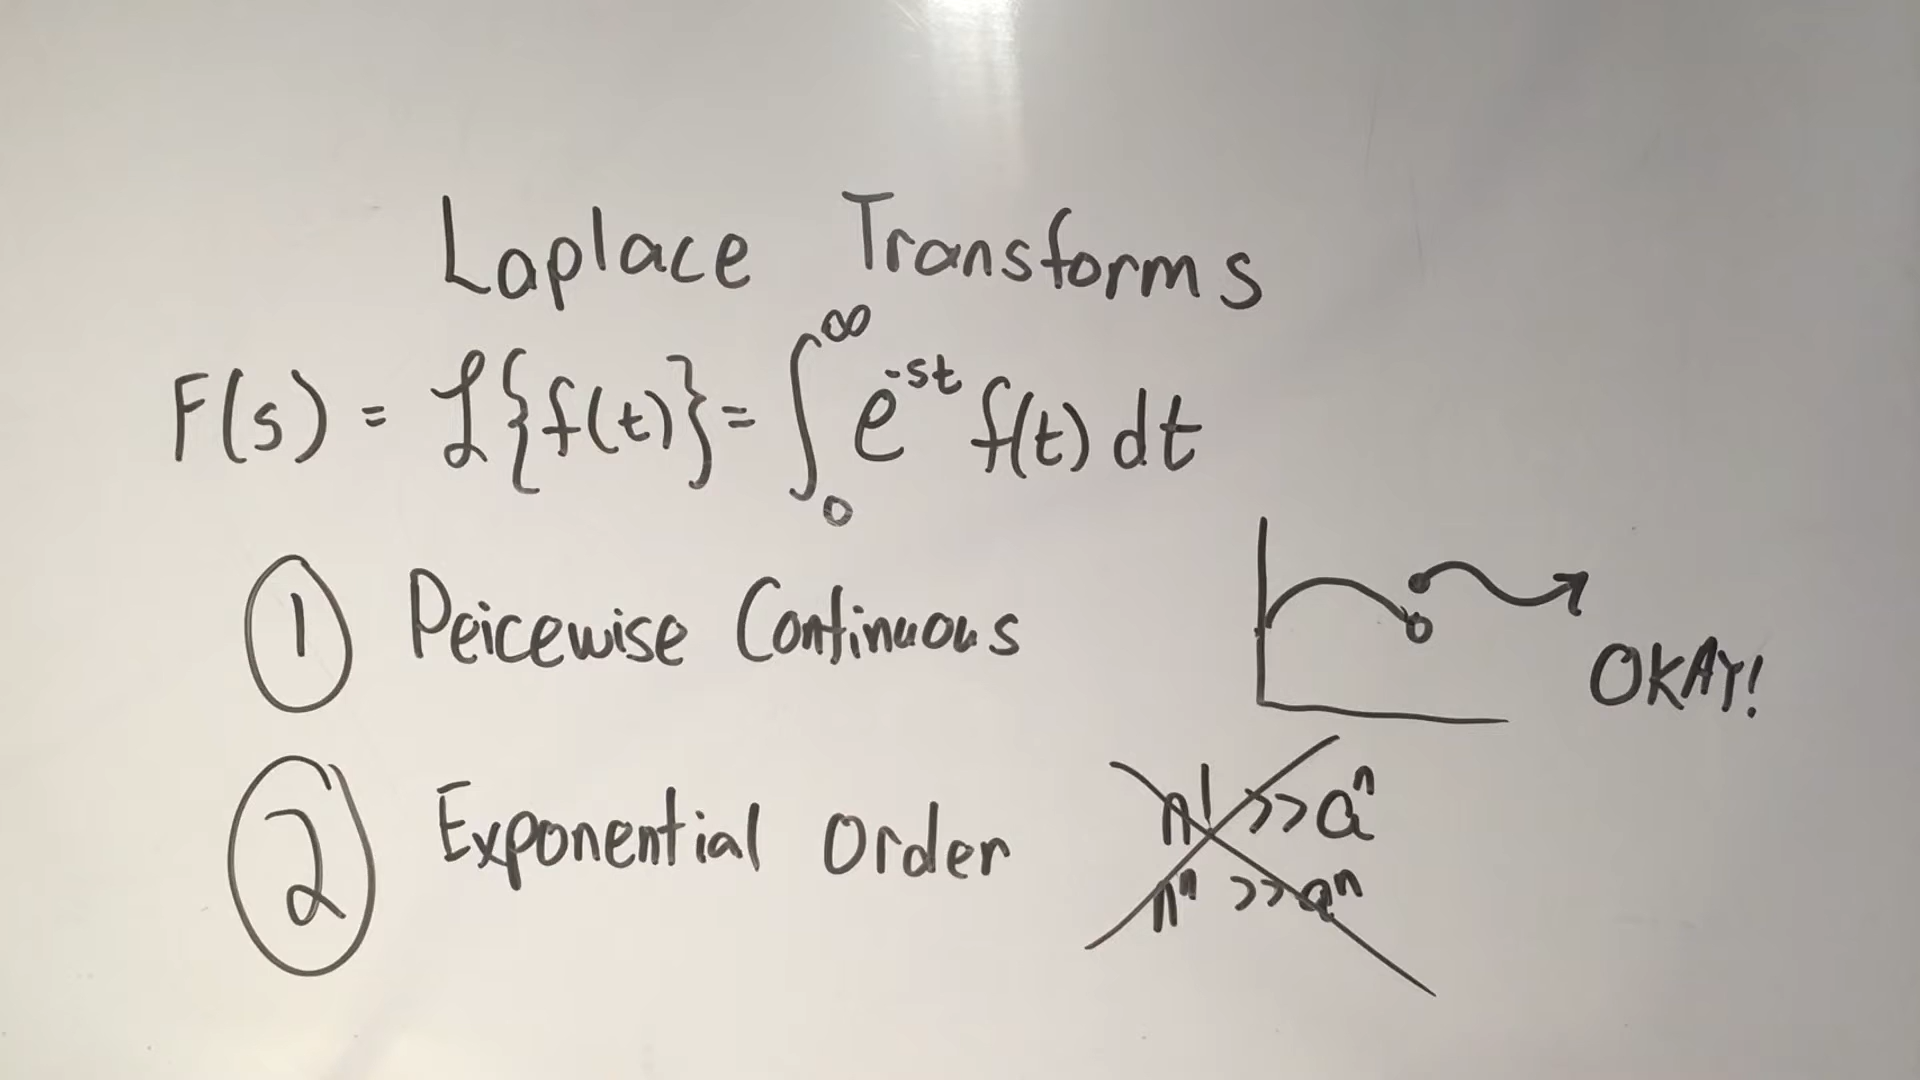 Laplace Transforms
F(s) = ℒ{f(t)} = ∫₀^∞ e^{-st} f(t) dt
1 Peicewise Continuous
OKAY!
2 Exponential Order
n! >> a^n
n^n >> a^n